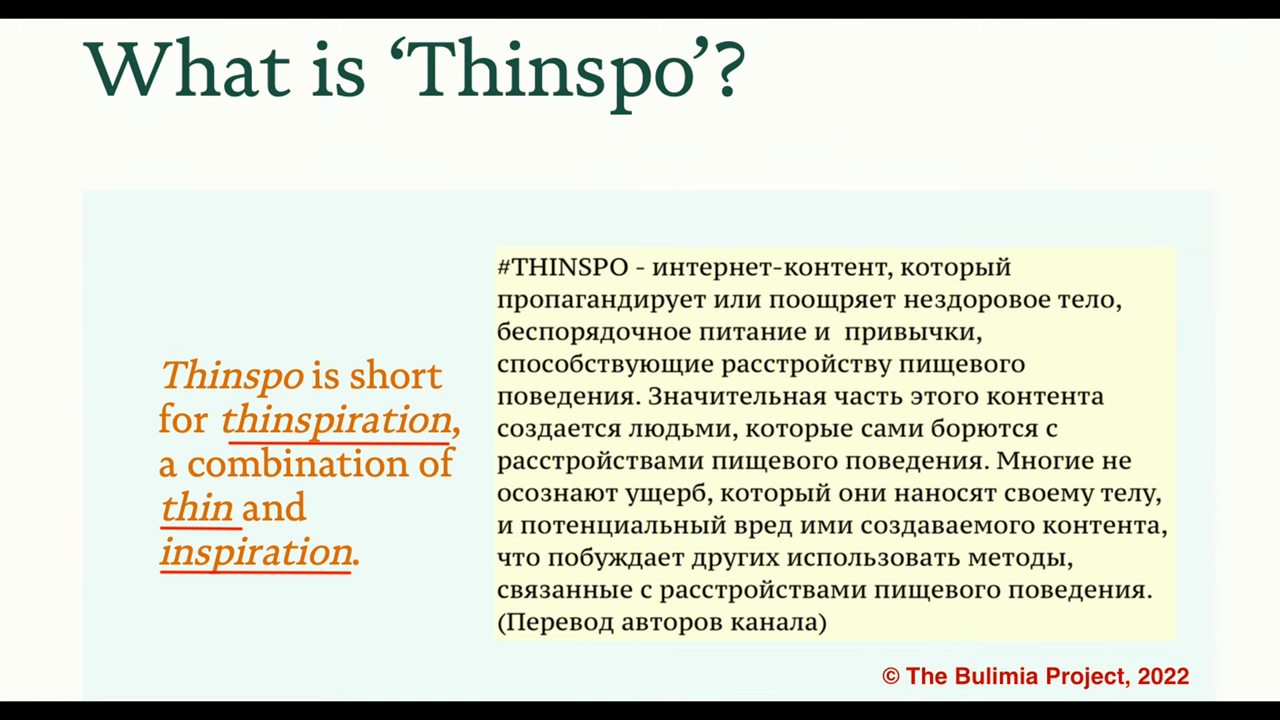 What is ‘Thinspo’?
Thinspo is short
for thinspiration,
a combination of
thin and
inspiration.
#THINSPO - интернет-контент, который
пропагандирует или поощряет нездоровое тело,
беспорядочное питание и привычки,
способствующие расстройству пищевого
поведения. Значительная часть этого контента
создается людьми, которые сами борются с
расстройствами пищевого поведения. Многие не
осознают ущерб, который они наносят своему телу,
и потенциальный вред ими создаваемого контента,
что побуждает других использовать методы,
связанные с расстройствами пищевого поведения.
(Перевод авторов канала)
© The Bulimia Project, 2022